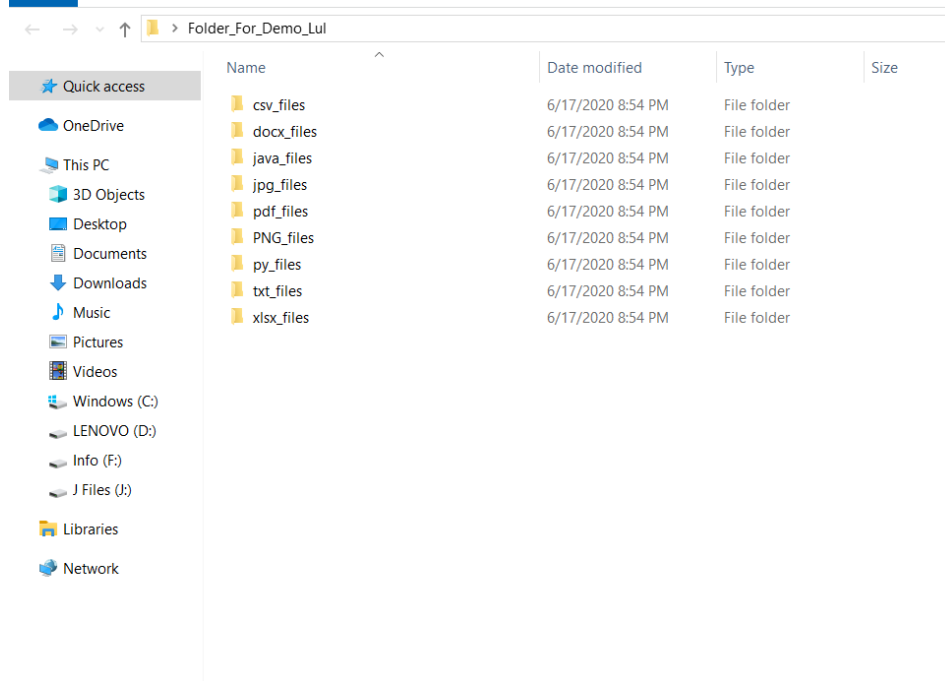 Folder_For_Demo_Lul
Name Date modified Type Size
Quick access
OneDrive
This PC
3D Objects
Desktop
Documents
Downloads
Music
Pictures
Videos
Windows (C:)
LENOVO (D:)
Info (F:)
J Files (J:)
Libraries
Network
csv_files 6/17/2020 8:54 PM File folder
docx_files 6/17/2020 8:54 PM File folder
java_files 6/17/2020 8:54 PM File folder
jpg_files 6/17/2020 8:54 PM File folder
pdf_files 6/17/2020 8:54 PM File folder
PNG_files 6/17/2020 8:54 PM File folder
py_files 6/17/2020 8:54 PM File folder
txt_files 6/17/2020 8:54 PM File folder
xlsx_files 6/17/2020 8:54 PM File folder